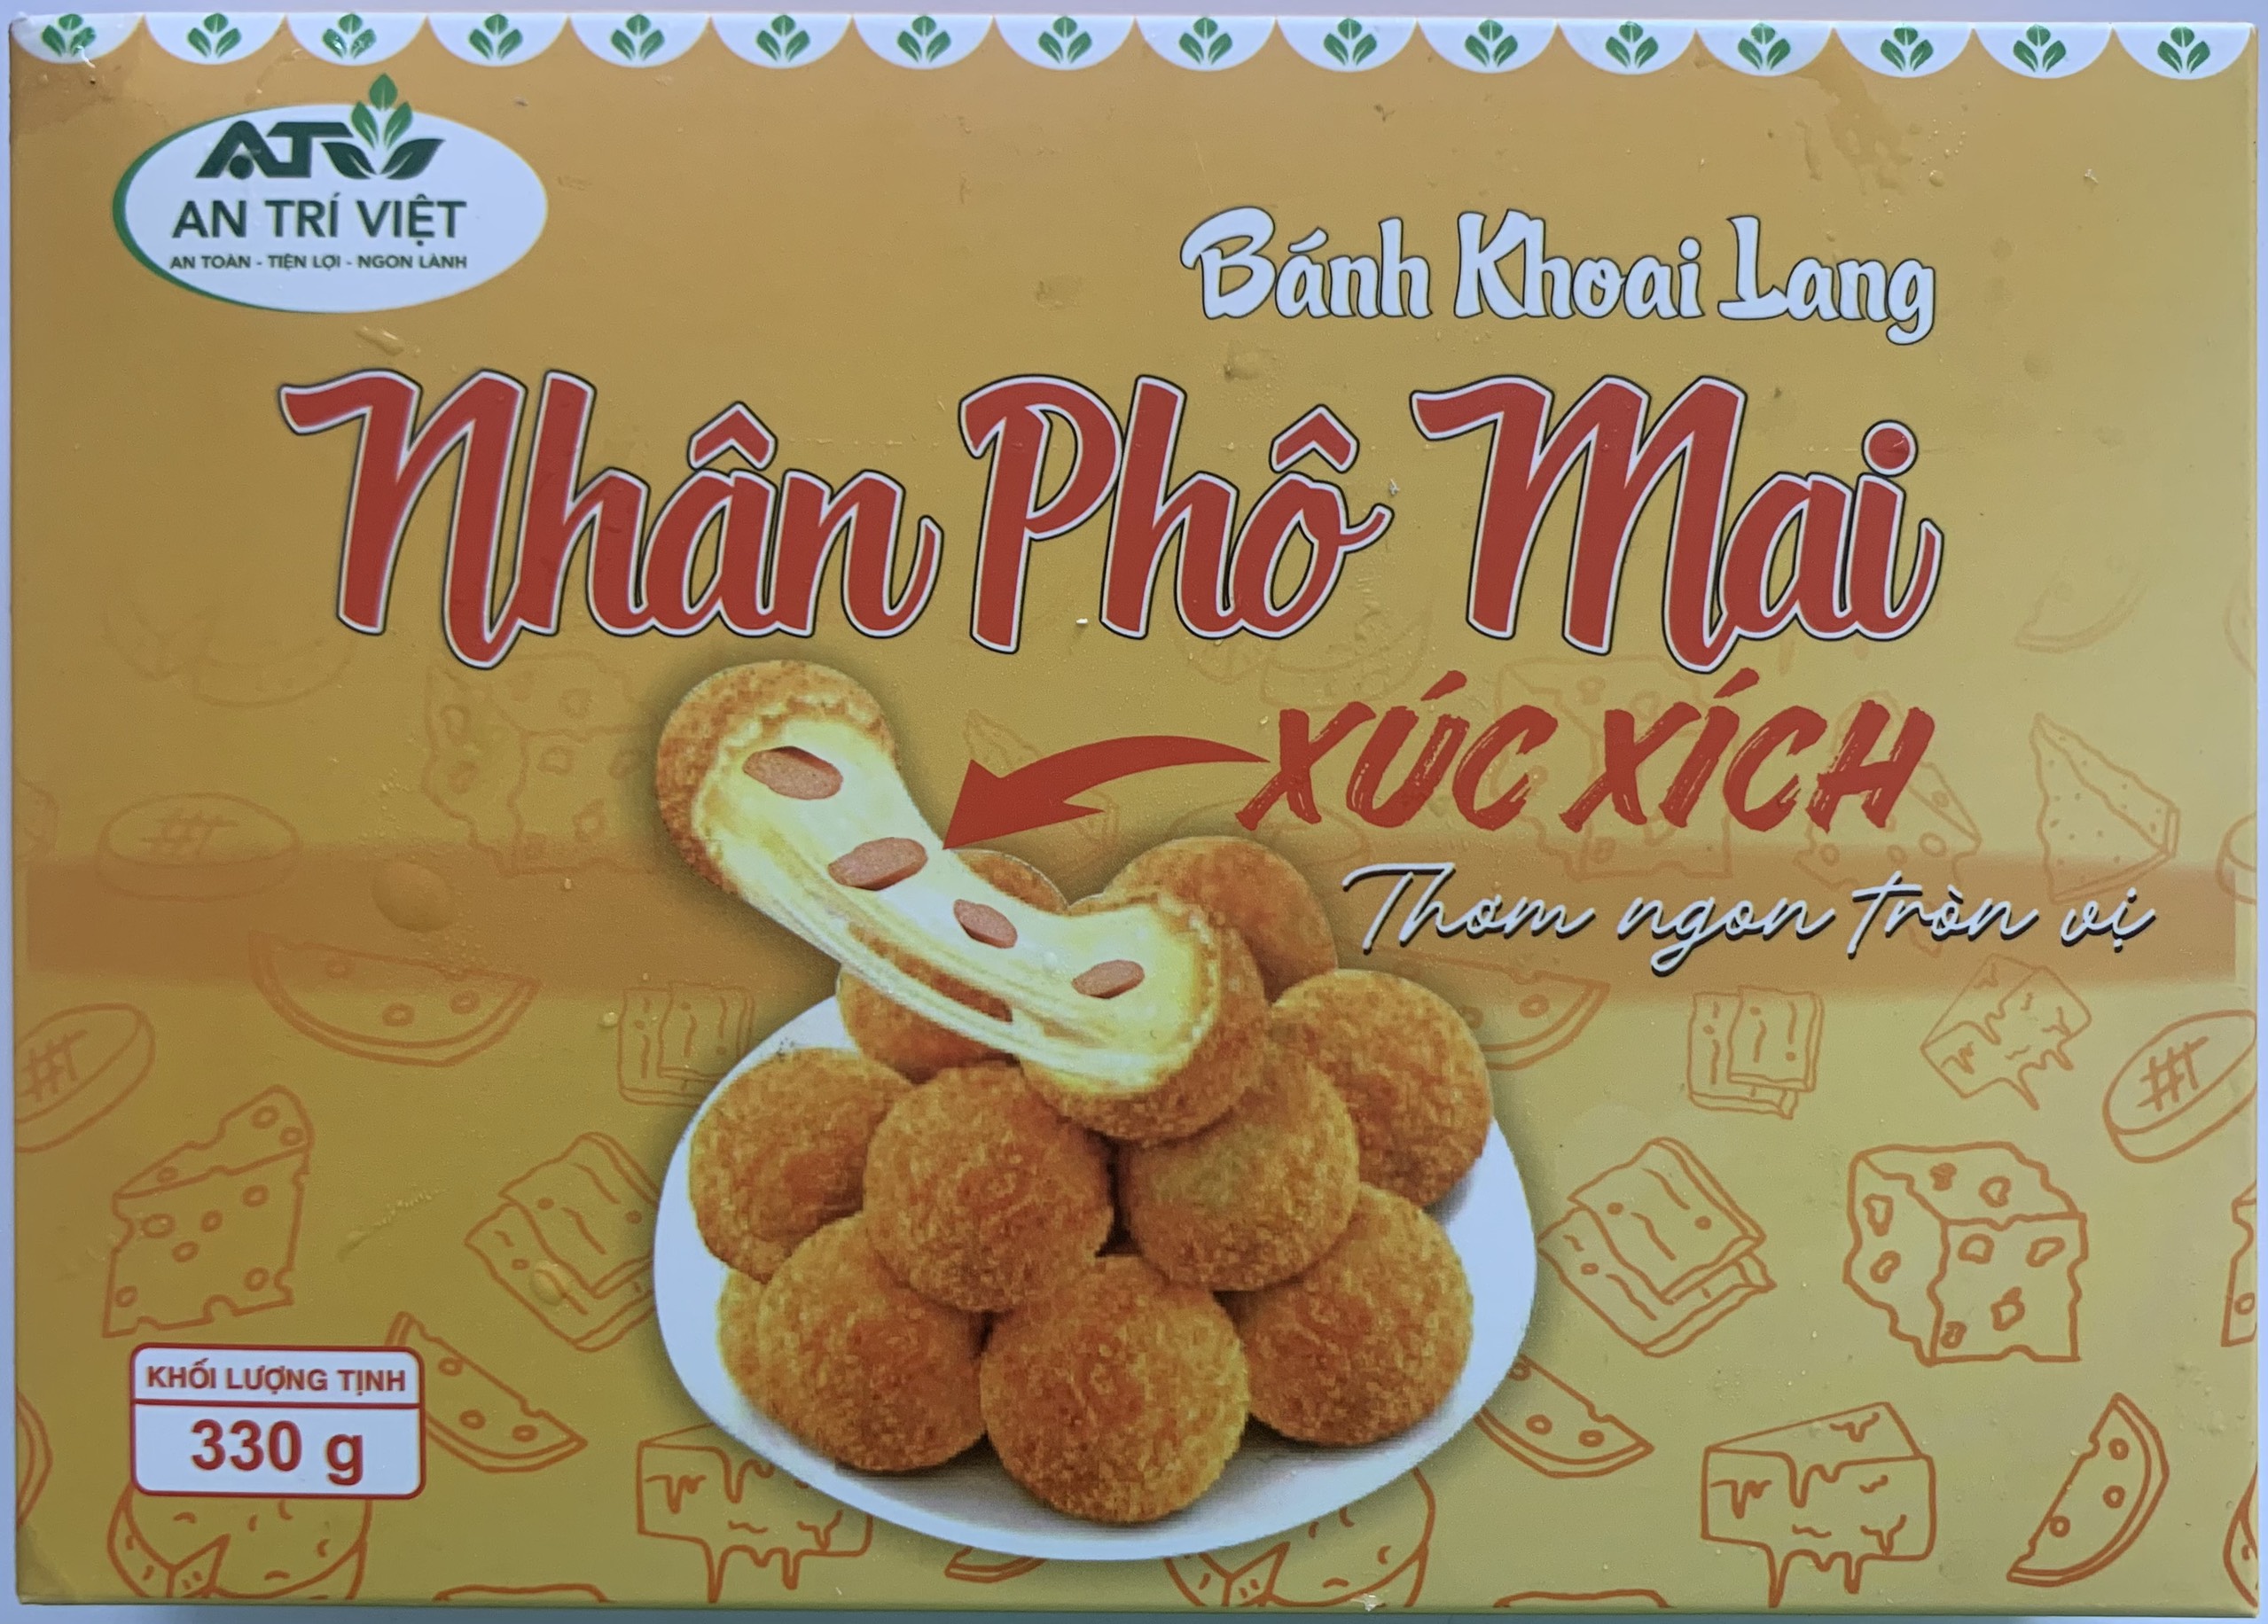 ATV
AN TRÍ VIỆT
AN TOÀN - TIỆN LỢI - NGON LÀNH
Bánh Khoai Lang
Nhân Phô Mai
XÚC XÍCH
Thơm ngon tròn vị
KHỐI LƯỢNG TỊNH
330 g